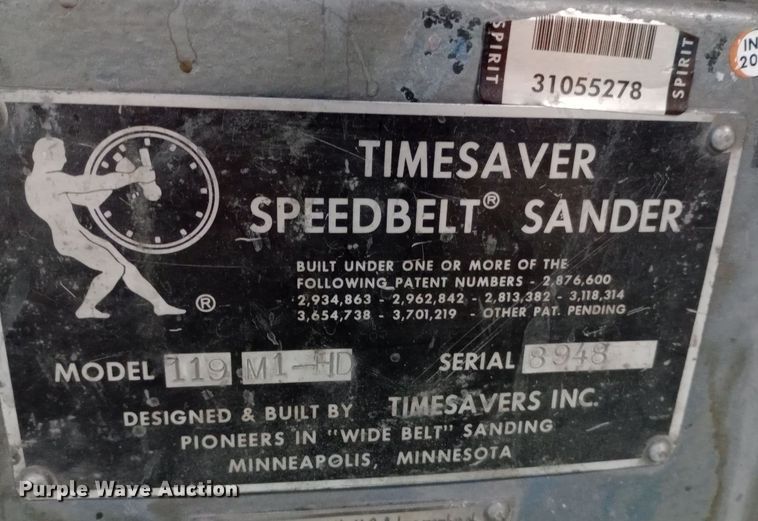 SPIRIT
31055278
SPIRIT
IN
20
TIMESAVER
SPEEDBELT® SANDER
BUILT UNDER ONE OR MORE OF THE
FOLLOWING PATENT NUMBERS - 2,876,600
2,934,863 - 2,962,842 - 2,813,382 - 3,118,314
3,654,738 - 3,701,219 - OTHER PAT. PENDING
®
MODEL 119 M1-HD SERIAL 8948
DESIGNED & BUILT BY TIMESAVERS INC.
PIONEERS IN "WIDE BELT" SANDING
MINNEAPOLIS, MINNESOTA
Purple Wave Auction